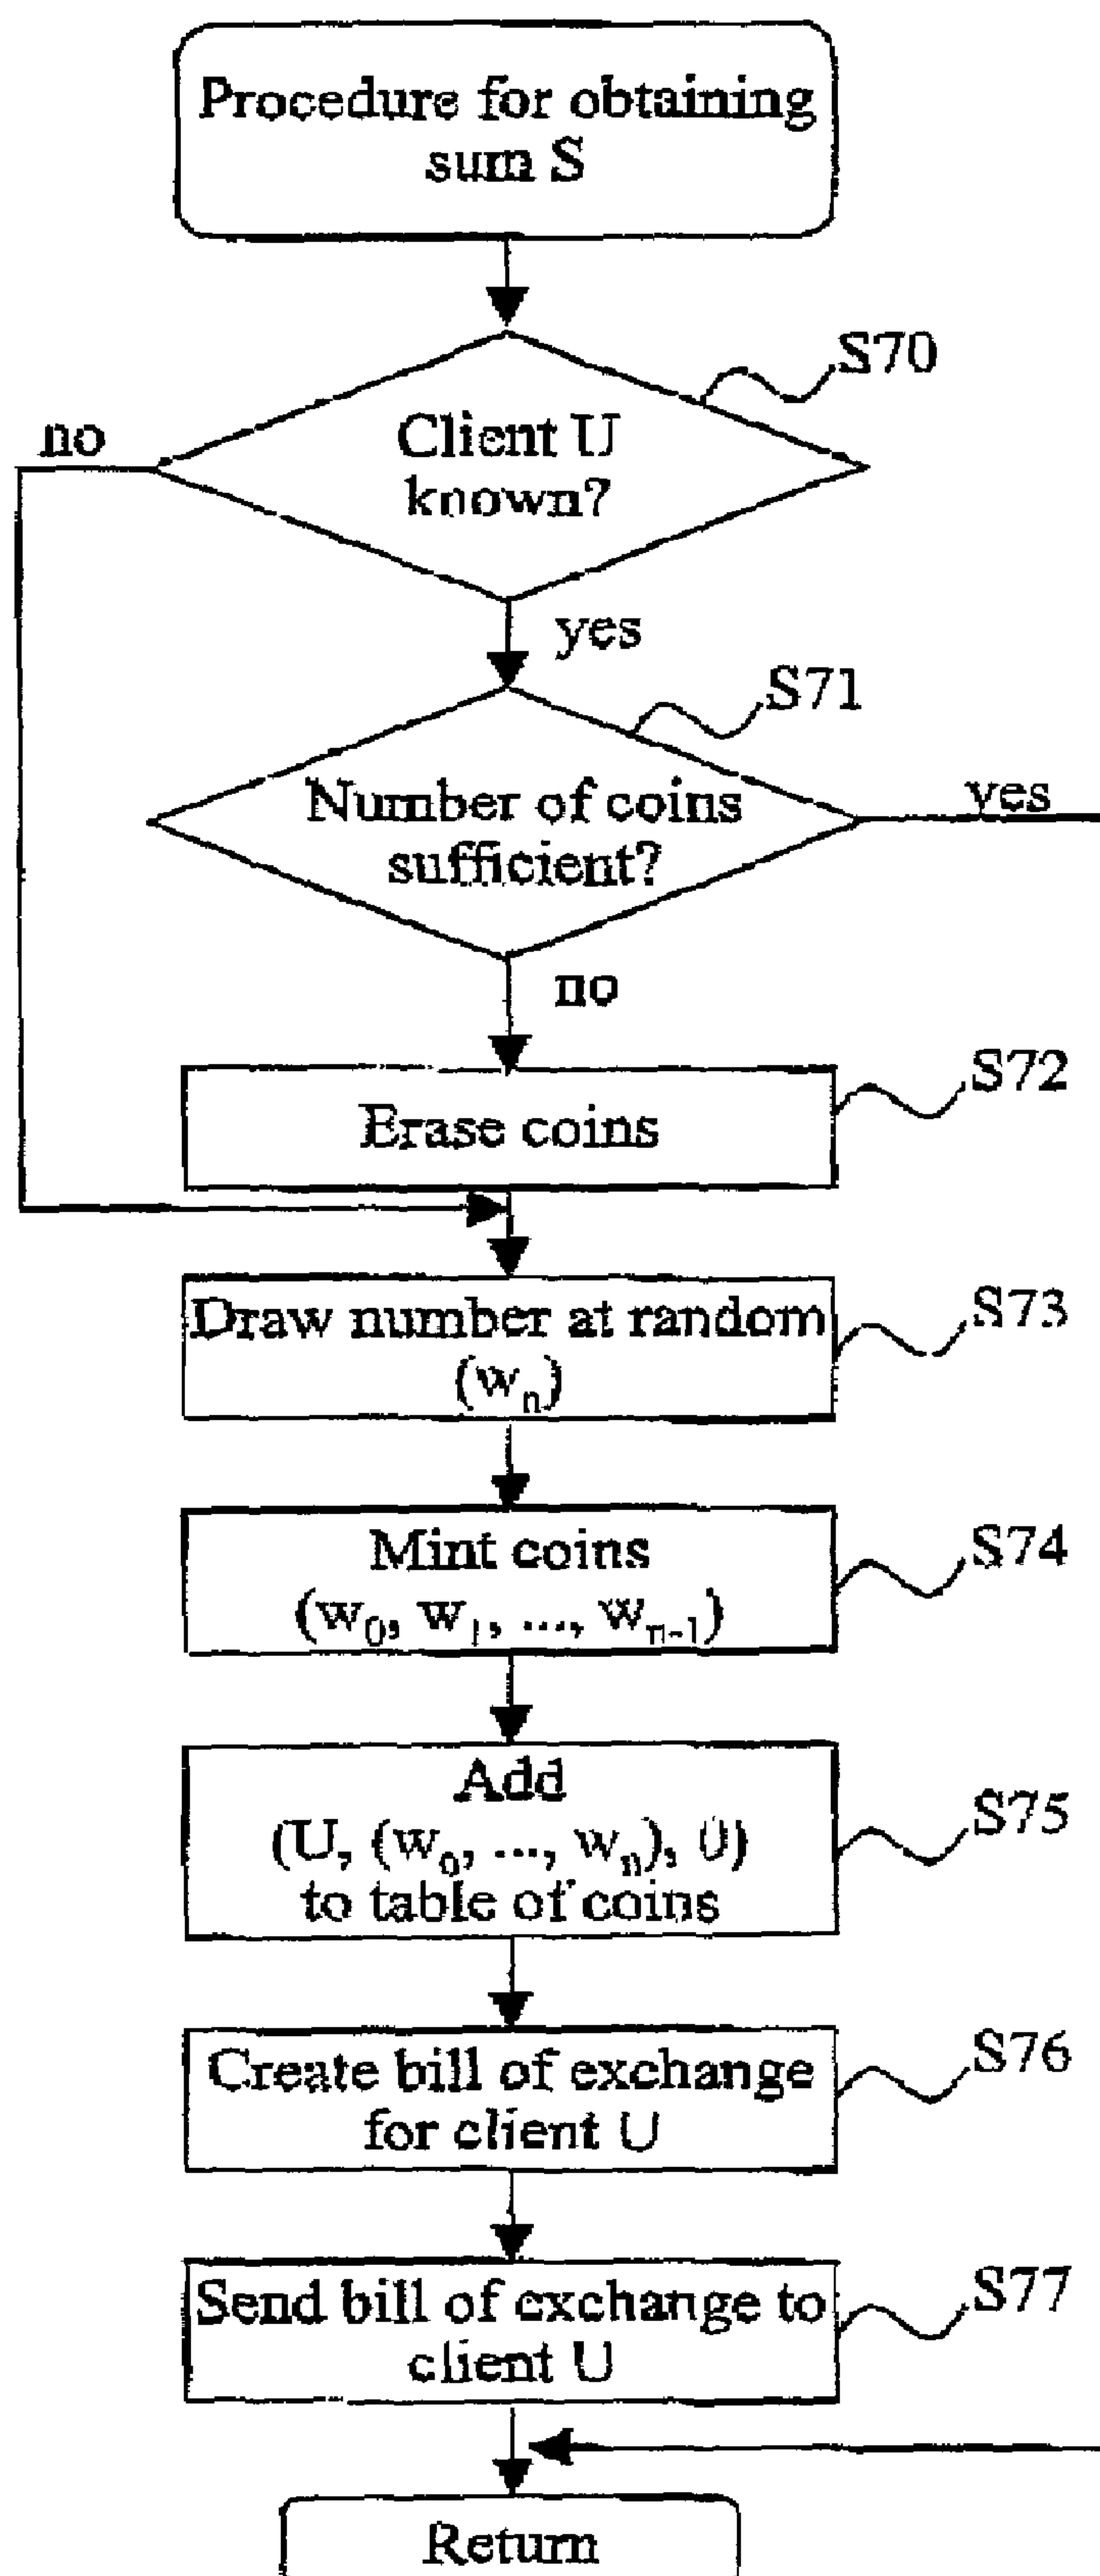 Procedure for obtaining
sum S
S70
no
Client U
known?
yes
S71
Number of coins
sufficient?
yes
no
S72
Erase coins
S73
Draw number at random
(wₙ)
S74
Mint coins
(w₀, w₁, ..., wₙ₋₁)
Add
S75
(U, (w₀, ..., wₙ), 0)
to table of coins
S76
Create bill of exchange
for client U
S77
Send bill of exchange to
client U
Return